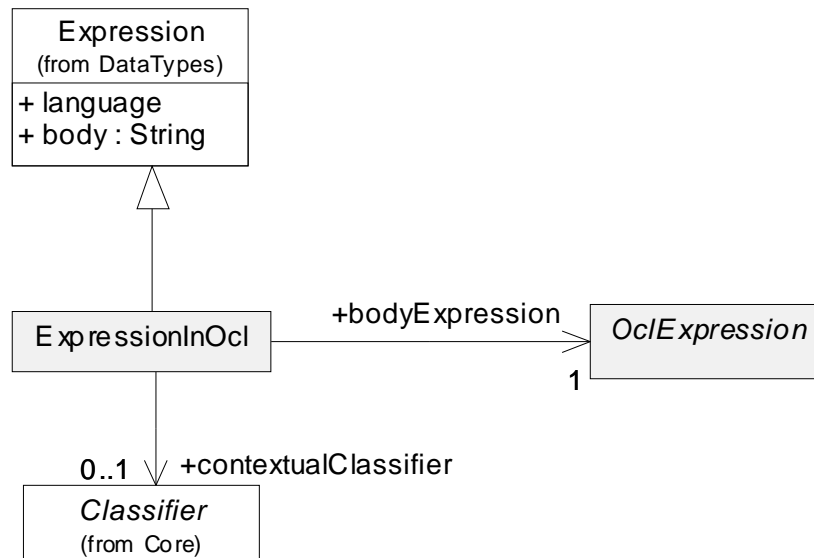 Expression
(from DataTypes)
+ language
+ body : String
+bodyExpression
ExpressionInOcl
OclExpression
1
0..1 +contextualClassifier
Classifier
(from Core)